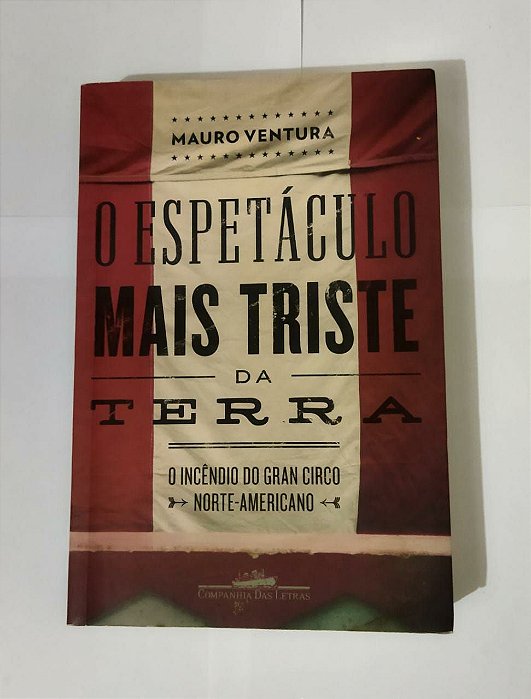 MAURO VENTURA
O ESPETÁCULO
MAIS TRISTE
DA
TERRA
O INCÊNDIO DO GRAN CIRCO
NORTE-AMERICANO
COMPANHIA DAS LETRAS